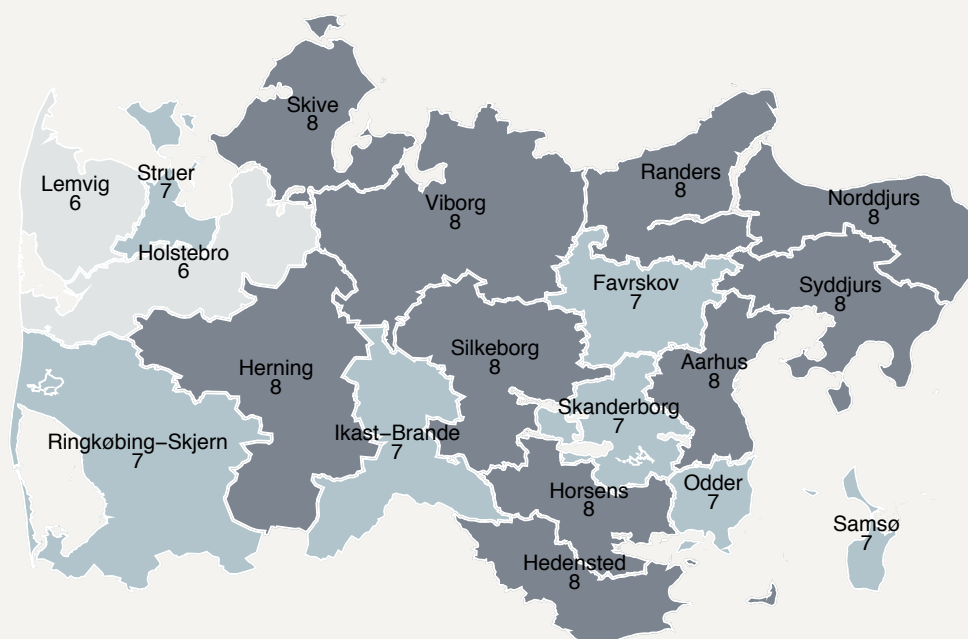 Skive
8
Lemvig
6
Struer
7
Randers
8
Viborg
8
Norddjurs
8
Holstebro
6
Favrskov
7
Syddjurs
8
Silkeborg
8
Herning
8
Aarhus
8
Skanderborg
7
Ringkøbing–Skjern
7
Ikast–Brande
7
Horsens
8
Odder
7
Samsø
7
Hedensted
8